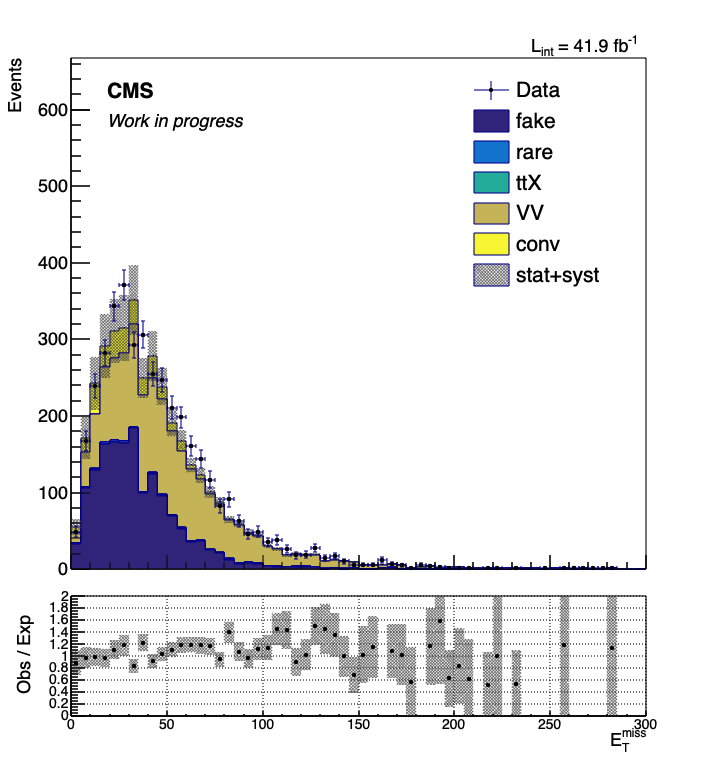 L_int = 41.9 fb^-1
Events
CMS
Work in progress
Data
fake
rare
ttX
VV
conv
stat+syst
600
500
400
300
200
100
0
Obs / Exp
2
1.8
1.6
1.4
1.2
1
0.8
0.6
0.4
0.2
0
0 50 100 150 200 250 300
E_T^miss